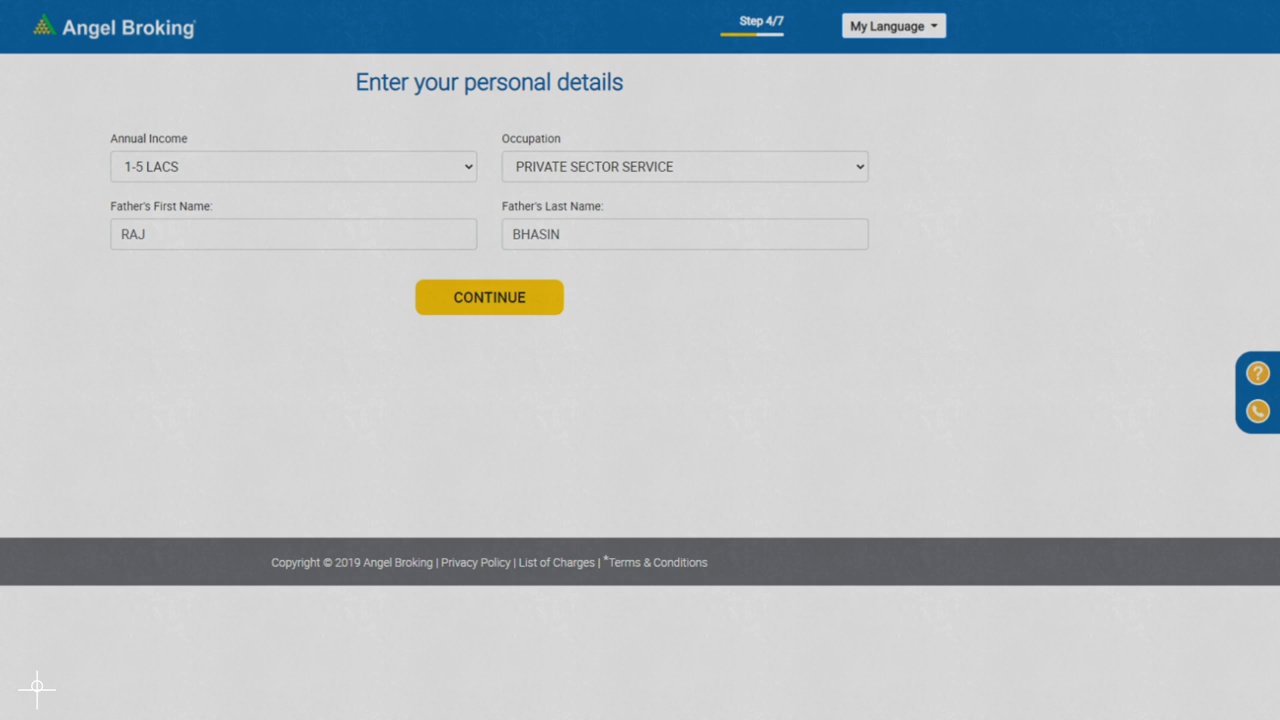 Angel Broking
Step 4/7
My Language
Enter your personal details
Annual Income
Occupation
1-5 LACS
PRIVATE SECTOR SERVICE
Father's First Name:
Father's Last Name:
RAJ
BHASIN
CONTINUE
?
Copyright © 2019 Angel Broking | Privacy Policy | List of Charges | *Terms & Conditions